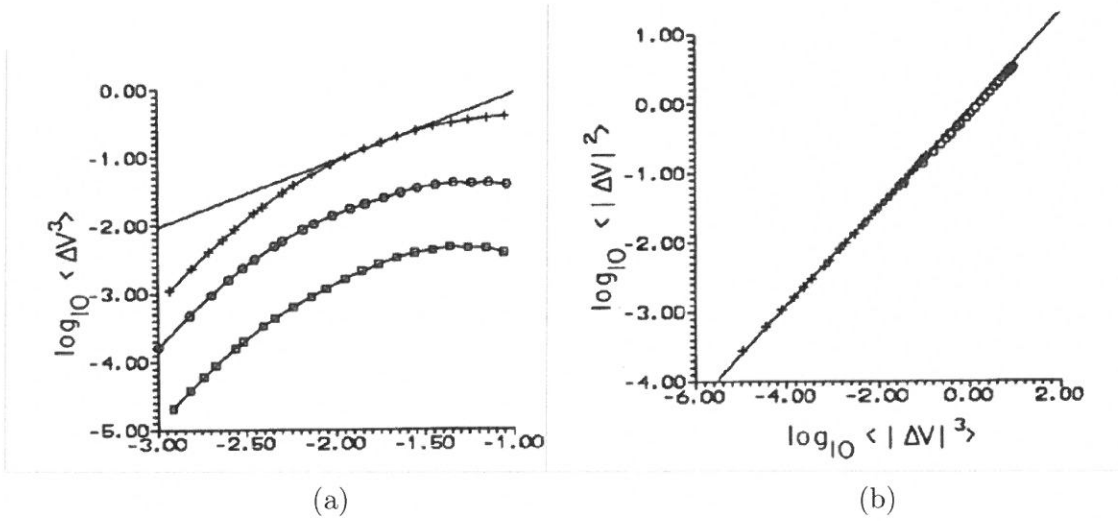 0.00
-1.00
-2.00
-3.00
-4.00
-5.00
-3.00 -2.50 -2.00 -1.50 -1.00
log₁₀ < ΔV³ >
(a)
1.00
0.00
-1.00
-2.00
-3.00
-4.00
-6.00 -4.00 -2.00 0.00 2.00
log₁₀ < | ΔV | ² >
log₁₀ < | ΔV | ³ >
(b)